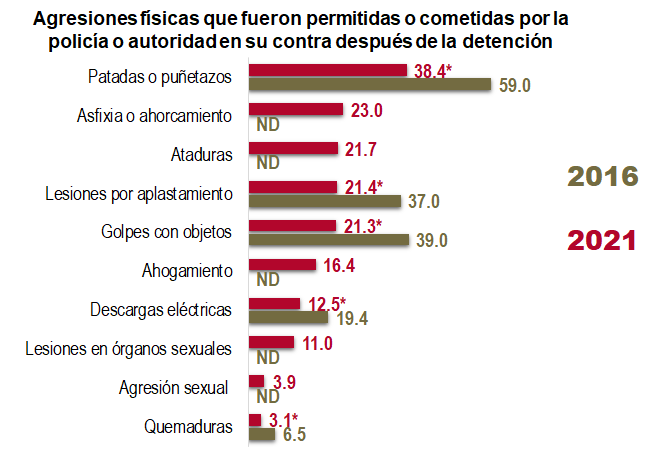 Agresiones físicas que fueron permitidas o cometidas por la
policía o autoridad en su contra después de la detención
Patadas o puñetazos 38.4*
59.0
Asfixia o ahorcamiento 23.0
ND
Ataduras 21.7
ND
2016
Lesiones por aplastamiento 21.4*
37.0
Golpes con objetos 21.3*
39.0
2021
Ahogamiento 16.4
ND
Descargas eléctricas 12.5*
19.4
Lesiones en órganos sexuales 11.0
ND
Agresión sexual 3.9
ND
Quemaduras 3.1*
6.5